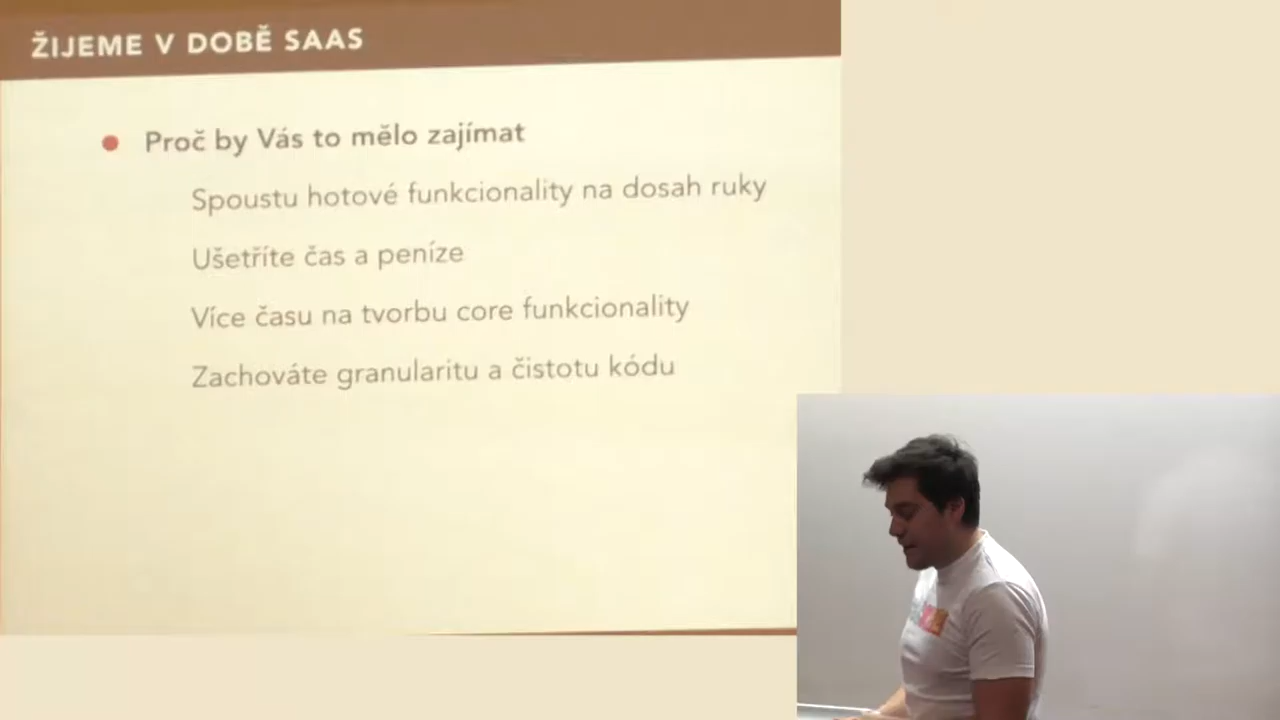 ŽIJEME V DOBĚ SAAS
Proč by Vás to mělo zajímat
Spoustu hotové funkcionality na dosah ruky
Ušetříte čas a peníze
Více času na tvorbu core funkcionality
Zachováte granularitu a čistotu kódu